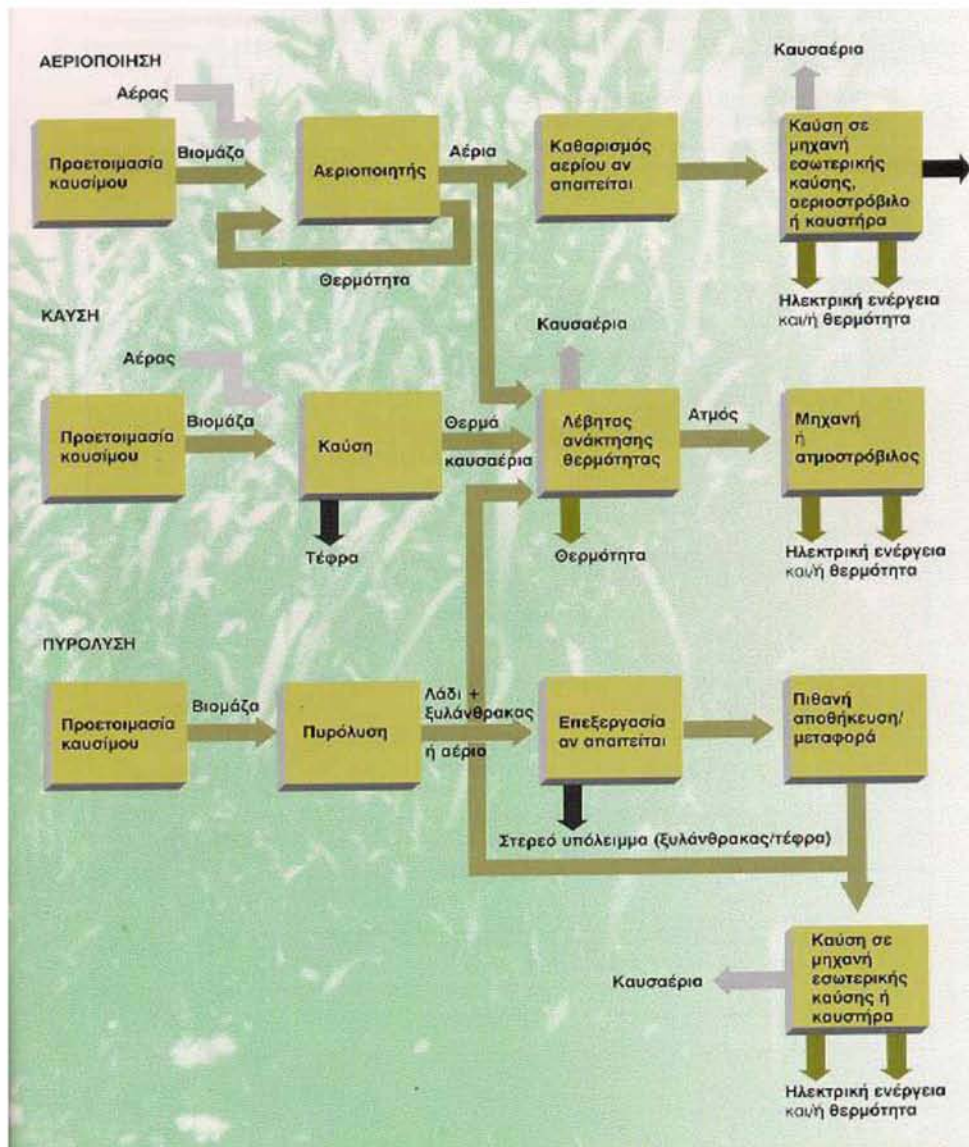 ΑΕΡΙΟΠΟΙΗΣΗ
Αέρας
Προετοιμασία
καυσίμου
Βιομάζα
Αεριοποιητής
Αέρια
Θερμότητα
Καθαρισμός
αερίου αν
απαιτείται
Καυσαέρια
Καύση σε
μηχανή
εσωτερικής
καύσης,
αεριοστρόβιλο
ή καυστήρα
Ηλεκτρική ενέργεια
και/ή θερμότητα
ΚΑΥΣΗ
Αέρας
Προετοιμασία
καυσίμου
Βιομάζα
Καύση
Τέφρα
Θερμά
καυσαέρια
Καυσαέρια
Λέβητος
ανάκτησης
θερμότητας
Θερμότητα
Ατμός
Μηχανή
ή
ατμοστρόβιλος
Ηλεκτρική ενέργεια
και/ή θερμότητα
ΠΥΡΟΛΥΣΗ
Προετοιμασία
καυσίμου
Βιομάζα
Πυρόλυση
Λάδι +
ξυλάνθρακας
ή αέριο
Επεξεργασία
αν απαιτείται
Στερεό υπόλειμμα (ξυλάνθρακας/τέφρα)
Πιθανή
αποθήκευση/
μεταφορά
Καυσαέρια
Καύση σε
μηχανή
εσωτερικής
καύσης ή
καυστήρα
Ηλεκτρική ενέργεια
και/ή θερμότητα